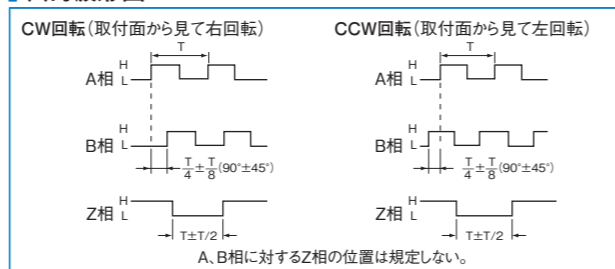 CW回転(取付面から見て右回転)
T
A相 H L
B相 H L
T/4±T/8(90°±45°)
Z相 H L
T±T/2
CCW回転(取付面から見て左回転)
T
A相 H L
B相 H L
T/4±T/8(90°±45°)
Z相 H L
T±T/2
A、B相に対するZ相の位置は規定しない。